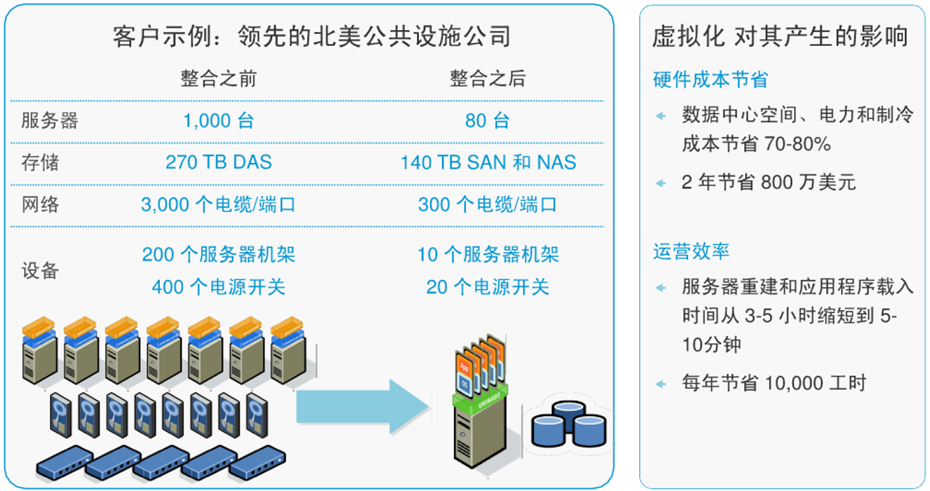 客户示例：领先的北美公共设施公司
整合之前 整合之后
服务器 1,000 台 80 台
存储 270 TB DAS 140 TB SAN 和 NAS
网络 3,000 个电缆/端口 300 个电缆/端口
设备
200 个服务器机架 10 个服务器机架
400 个电源开关 20 个电源开关
VMWARE
虚拟化 对其产生的影响
硬件成本节省
数据中心空间、电力和制冷
成本节省 70-80%
2 年节省 800 万美元
运营效率
服务器重建和应用程序载入
时间从 3-5 小时缩短到 5-
10分钟
每年节省 10,000 工时